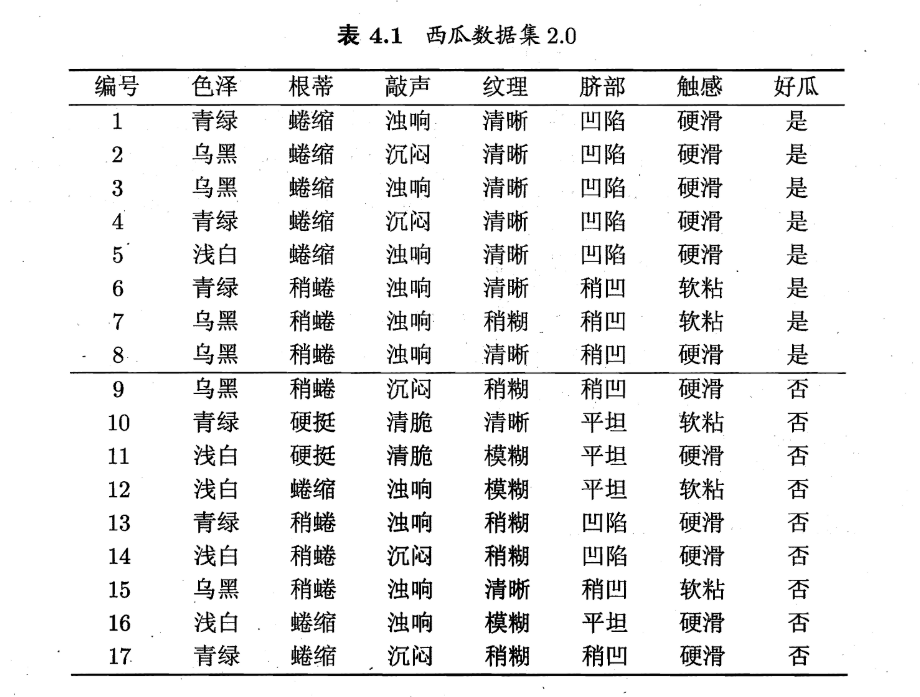 表 4.1 西瓜数据集 2.0
编号 色泽 根蒂 敲声 纹理 脐部 触感 好瓜
1 青绿 蜷缩 浊响 清晰 凹陷 硬滑 是
2 乌黑 蜷缩 沉闷 清晰 凹陷 硬滑 是
3 乌黑 蜷缩 浊响 清晰 凹陷 硬滑 是
4 青绿 蜷缩 沉闷 清晰 凹陷 硬滑 是
5 浅白 蜷缩 浊响 清晰 凹陷 硬滑 是
6 青绿 稍蜷 浊响 清晰 稍凹 软粘 是
7 乌黑 稍蜷 浊响 稍糊 稍凹 软粘 是
8 乌黑 稍蜷 浊响 清晰 稍凹 硬滑 是
9 乌黑 稍蜷 沉闷 稍糊 稍凹 硬滑 否
10 青绿 硬挺 清脆 清晰 平坦 软粘 否
11 浅白 硬挺 清脆 模糊 平坦 硬滑 否
12 浅白 蜷缩 浊响 模糊 平坦 软粘 否
13 青绿 稍蜷 浊响 稍糊 凹陷 硬滑 否
14 浅白 稍蜷 沉闷 稍糊 凹陷 硬滑 否
15 乌黑 稍蜷 浊响 清晰 稍凹 软粘 否
16 浅白 蜷缩 浊响 模糊 平坦 硬滑 否
17 青绿 蜷缩 沉闷 稍糊 稍凹 硬滑 否